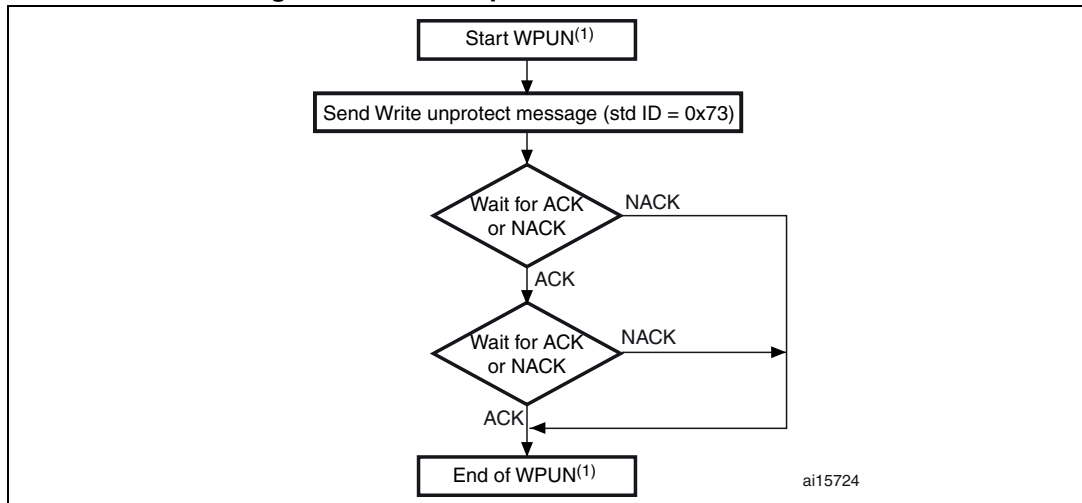 Start WPUN(1)
Send Write unprotect message (std ID = 0x73)
Wait for ACK
or NACK
NACK
ACK
Wait for ACK
or NACK
NACK
ACK
End of WPUN(1)
ai15724